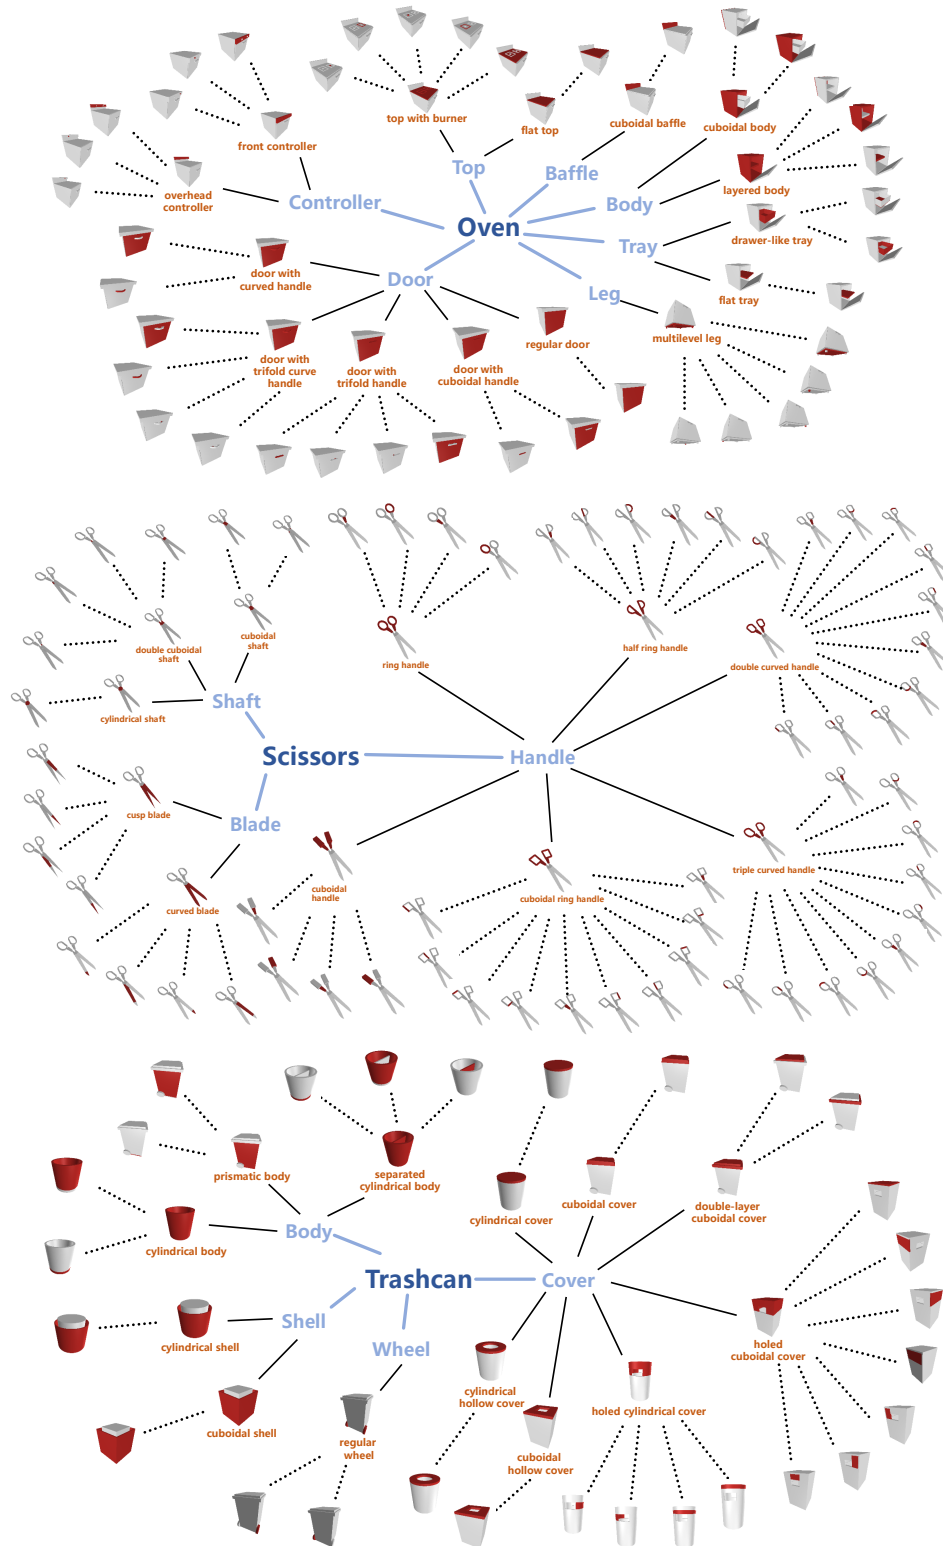 top with burner
flat top
cuboidal baffle
cuboidal body
front controller
Top
Baffle
layered body
overhead
controller
Controller
Body
Oven
drawer-like tray
Tray
door with
curved handle
Door
Leg
flat tray
multilevel leg
regular door
door with
trifold curve
handle
door with
trifold handle
door with
cuboidal handle
double cuboidal
shaft
cuboidal
shaft
ring handle
half ring handle
double curved handle
cylindrical shaft
Shaft
Scissors
Handle
cusp blade
Blade
curved blade
cuboidal
handle
cuboidal ring handle
triple curved handle
prismatic body
separated
cylindrical body
cylindrical cover
cuboidal cover
double-layer
cuboidal cover
cylindrical body
Body
Trashcan
Cover
Shell
cylindrical shell
Wheel
holed
cuboidal cover
cylindrical
hollow cover
holed cylindrical cover
cuboidal shell
regular
wheel
cuboidal
hollow cover